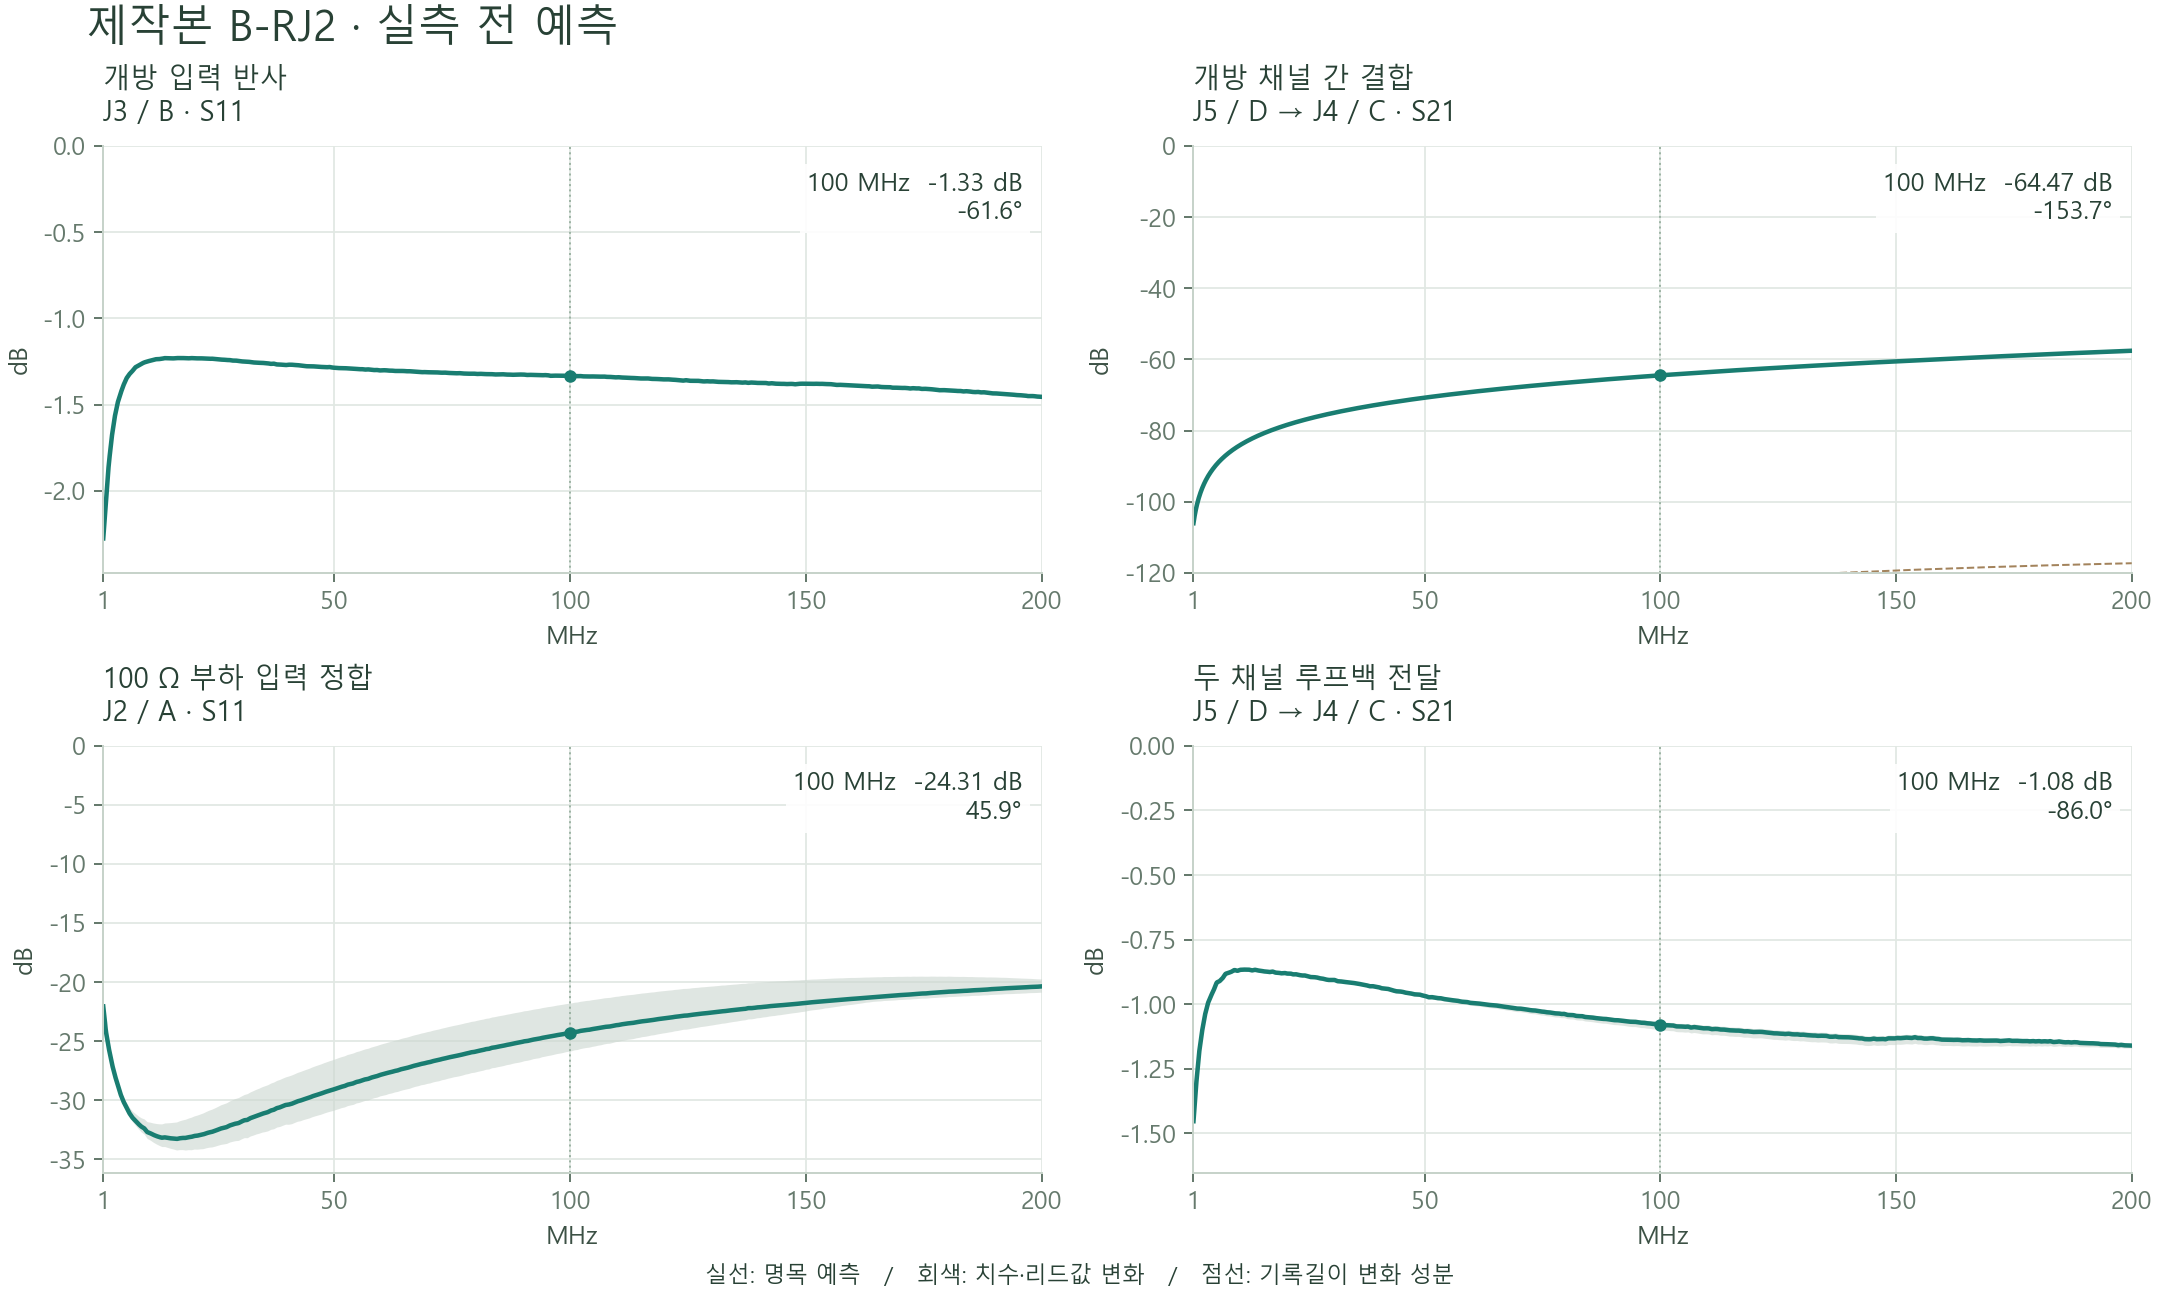 제작본 B-RJ2 · 실측 전 예측
개방 입력 반사
J3 / B · S11
0.0
-0.5
-1.0
-1.5
-2.0
dB
100 MHz -1.33 dB
-61.6°
1 50 100 150 200
MHz
개방 채널 간 결합
J5 / D → J4 / C · S21
0
-20
-40
-60
-80
-100
-120
dB
100 MHz -64.47 dB
-153.7°
1 50 100 150 200
MHz
100 Ω 부하 입력 정합
J2 / A · S11
0
-5
-10
-15
-20
-25
-30
-35
dB
100 MHz -24.31 dB
45.9°
1 50 100 150 200
MHz
두 채널 루프백 전달
J5 / D → J4 / C · S21
0.00
-0.25
-0.50
-0.75
-1.00
-1.25
-1.50
dB
100 MHz -1.08 dB
-86.0°
1 50 100 150 200
MHz
실선: 명목 예측 / 회색: 치수·리드값 변화 / 점선: 기록길이 변화 성분